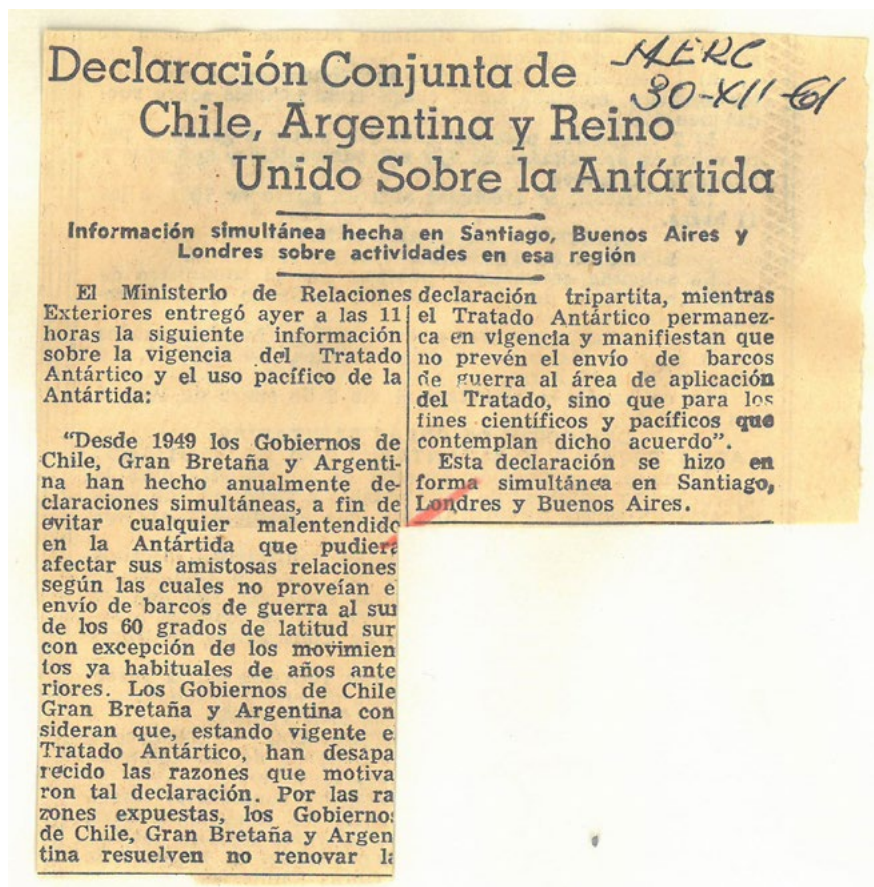 Declaración Conjunta de
Chile, Argentina y Reino
Unido Sobre la Antártida
MERC
30-XII-61
Información simultánea hecha en Santiago, Buenos Aires y
Londres sobre actividades en esa región
El Ministerio de Relaciones
Exteriores entregó ayer a las 11
horas la siguiente información
sobre la vigencia del Tratado
Antártico y el uso pacífico de la
Antártida:
"Desde 1949 los Gobiernos de
Chile, Gran Bretaña y Argenti-
na han hecho anualmente de-
claraciones simultáneas, a fin de
evitar cualquier malentendido
en la Antártida que pudiera
afectar sus amistosas relaciones
según las cuales no proveían e
envío de barcos de guerra al sur
de los 60 grados de latitud sur
con excepción de los movimien
tos ya habituales de años ante
riores. Los Gobiernos de Chile
Gran Bretaña y Argentina con
sideran que, estando vigente e
Tratado Antártico, han desapa
recido las razones que motiva
ron tal declaración. Por las ra
zones expuestas, los Gobiernos
de Chile, Gran Bretaña y Argen
tina resuelven no renovar la
declaración tripartita, mientras
el Tratado Antártico permanez-
ca en vigencia y manifiestan que
no prevén el envío de barcos
de guerra al área de aplicación
del Tratado, sino que para los
fines científicos y pacíficos que
contemplan dicho acuerdo".
Esta declaración se hizo en
forma simultánea en Santiago,
Londres y Buenos Aires.